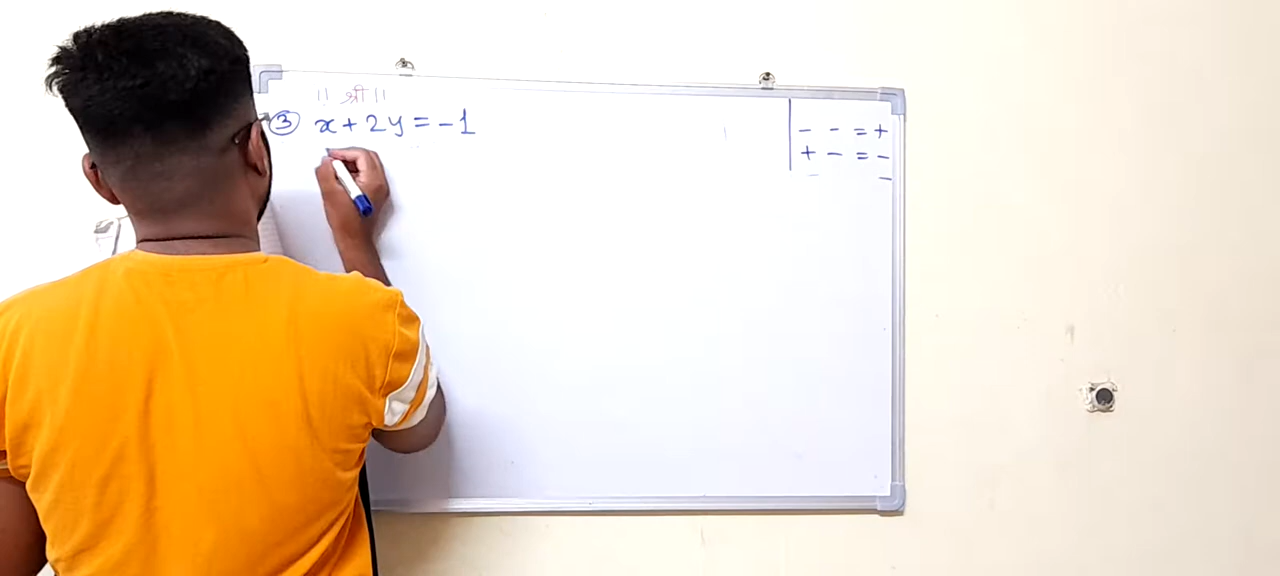 || श्री ||
③ x + 2y = -1
- - = +
+ - = -